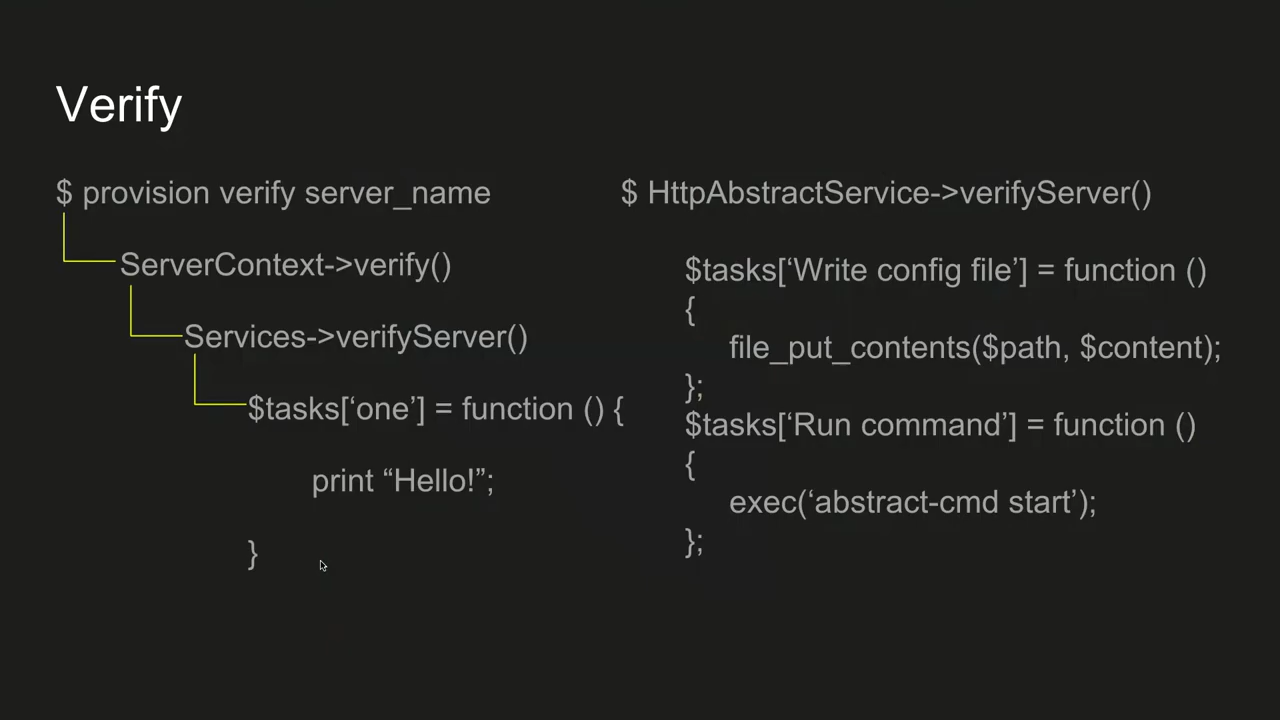 Verify
$ provision verify server_name
ServerContext->verify()
Services->verifyServer()
$tasks[‘one’] = function () {
print “Hello!”;
}
$ HttpAbstractService->verifyServer()
$tasks[‘Write config file’] = function ()
{
file_put_contents($path, $content);
};
$tasks[‘Run command’] = function ()
{
exec(‘abstract-cmd start’);
};